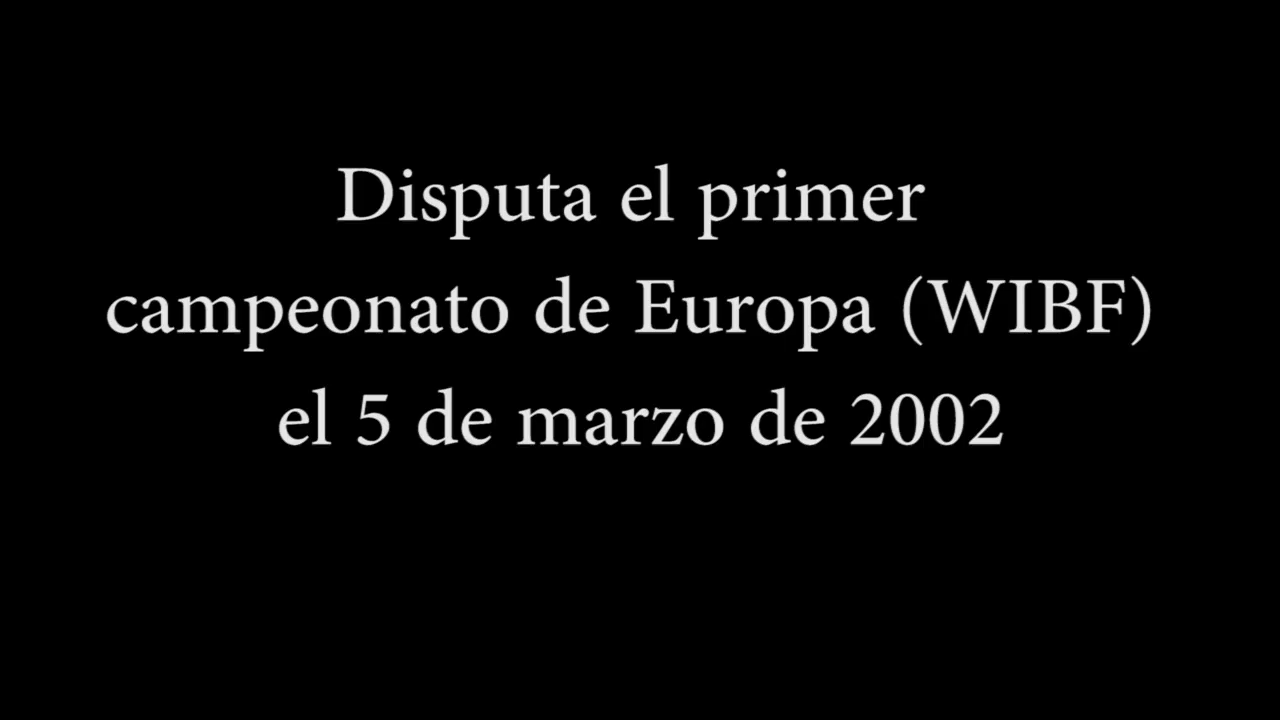 Disputa el primer
campeonato de Europa (WIBF)
el 5 de marzo de 2002